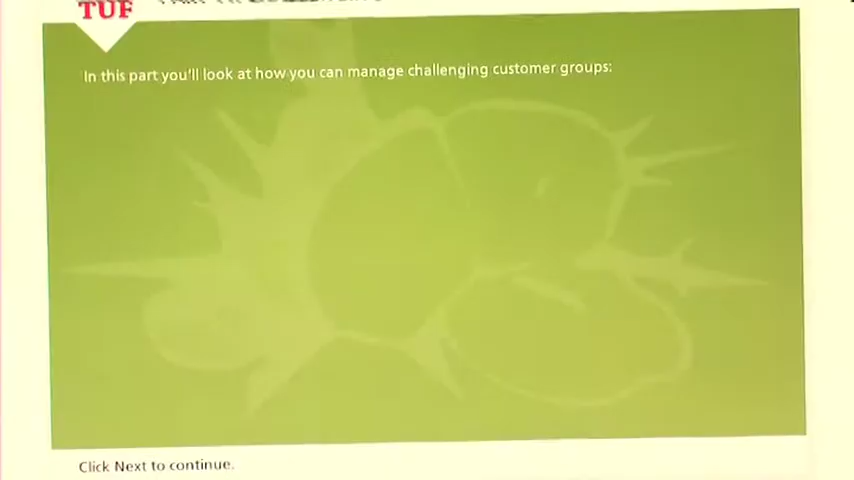 TUF
In this part you'll look at how you can manage challenging customer groups:
Click Next to continue.